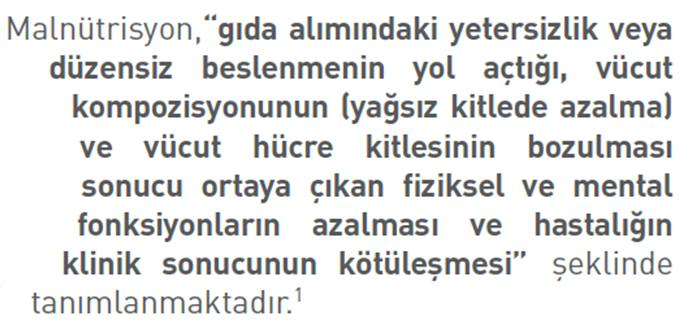 Malnütrisyon,“gıda alımındaki yetersizlik veya
düzensiz beslenmenin yol açtığı, vücut
kompozisyonunun (yağsız kitlede azalma)
ve vücut hücre kitlesinin bozulması
sonucu ortaya çıkan fiziksel ve mental
fonksiyonların azalması ve hastalığın
klinik sonucunun kötüleşmesi” şeklinde
tanımlanmaktadır.¹